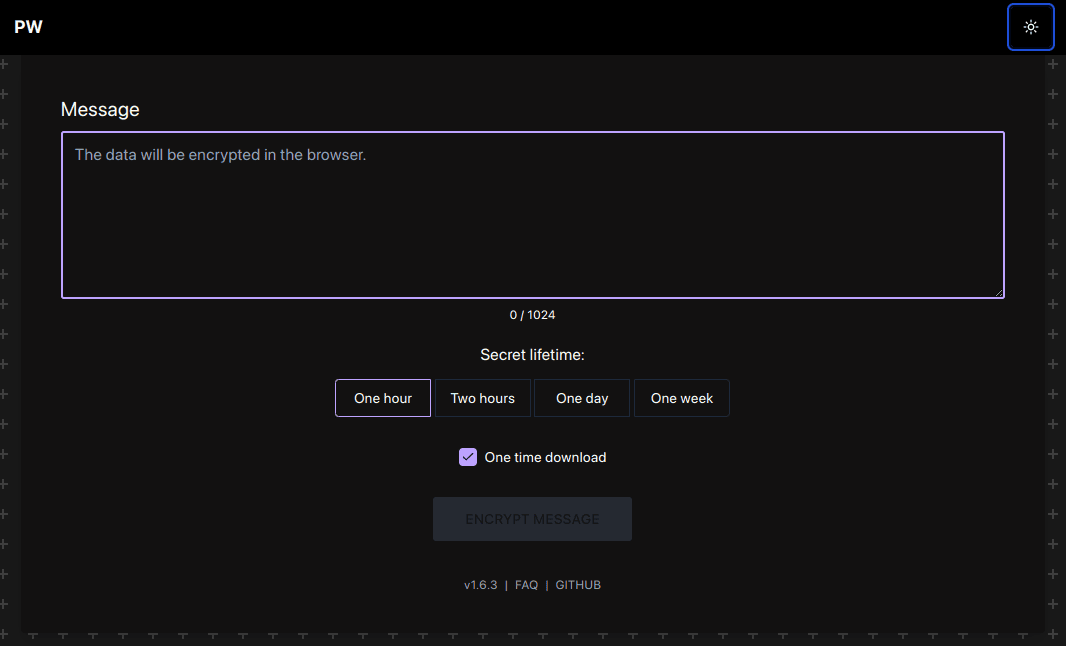 PW
Message
The data will be encrypted in the browser.
0 / 1024
Secret lifetime:
One hour
Two hours
One day
One week
One time download
ENCRYPT MESSAGE
v1.6.3 | FAQ | GITHUB